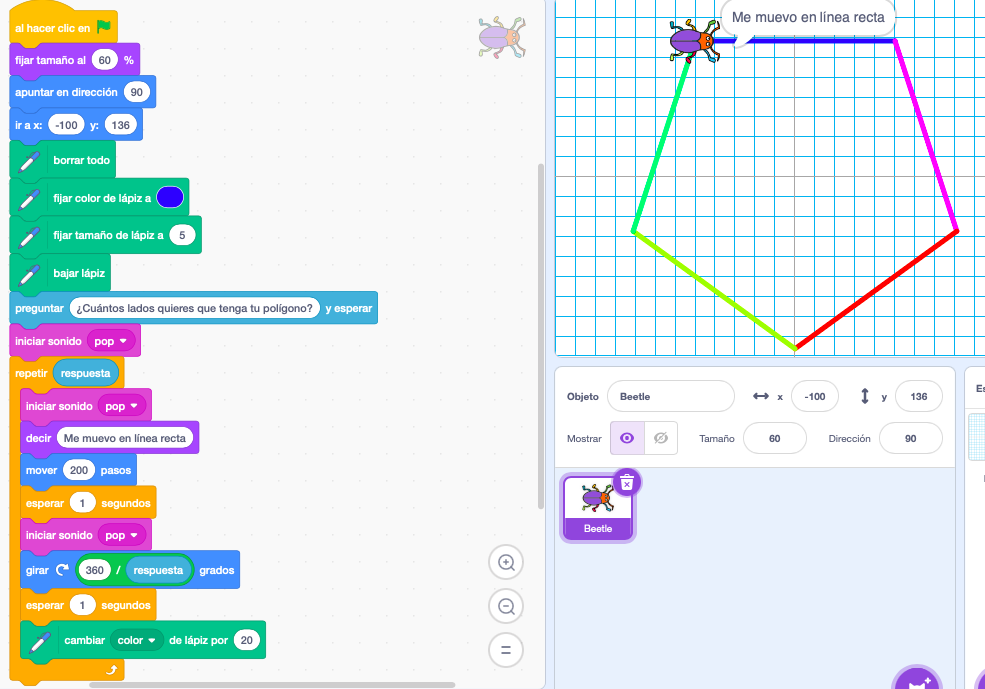 al hacer clic en
fijar tamaño al 60 %
apuntar en dirección 90
ir a x: -100 y: 136
borrar todo
fijar color de lápiz a
fijar tamaño de lápiz a 5
bajar lápiz
preguntar ¿Cuántos lados quieres que tenga tu polígono? y esperar
iniciar sonido pop
repetir respuesta
iniciar sonido pop
decir Me muevo en línea recta
mover 200 pasos
esperar 1 segundos
iniciar sonido pop
girar 360 / respuesta grados
esperar 1 segundos
cambiar color de lápiz por 20
Me muevo en línea recta
Objeto Beetle x -100 y 136
Mostrar Tamaño 60 Dirección 90
Beetle